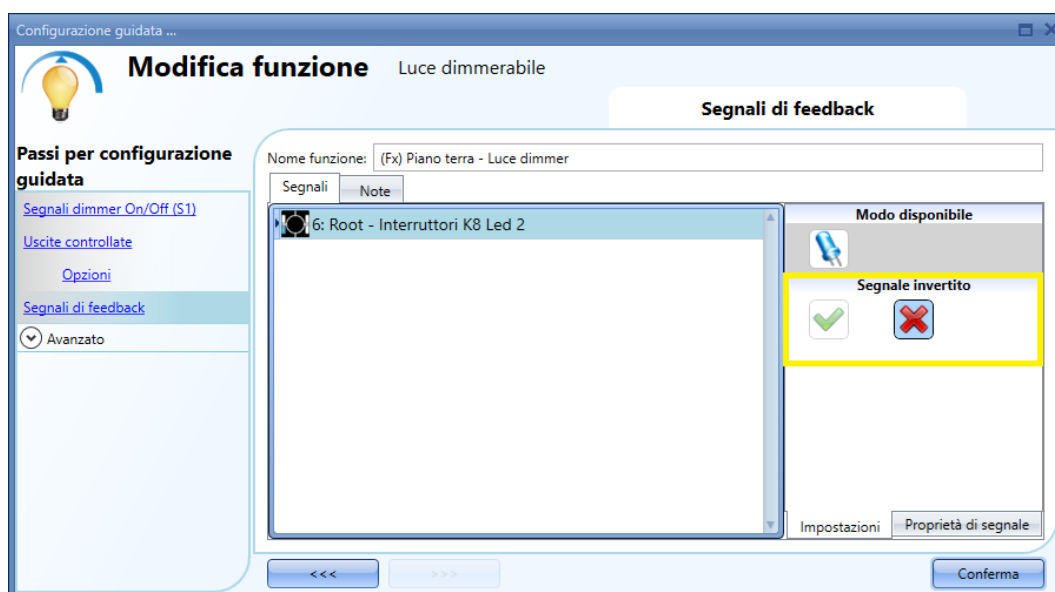 Configurazione guidata ...
Modifica funzione Luce dimmerabile
Segnali di feedback
Passi per configurazione
guidata
Segnali dimmer On/Off (S1)
Uscite controllate
Opzioni
Segnali di feedback
Avanzato
Nome funzione: (Fx) Piano terra - Luce dimmer
Segnali Note
6: Root - Interruttori K8 Led 2
Modo disponibile
Segnale invertito
Impostazioni Proprietà di segnale
<<< >>> Conferma